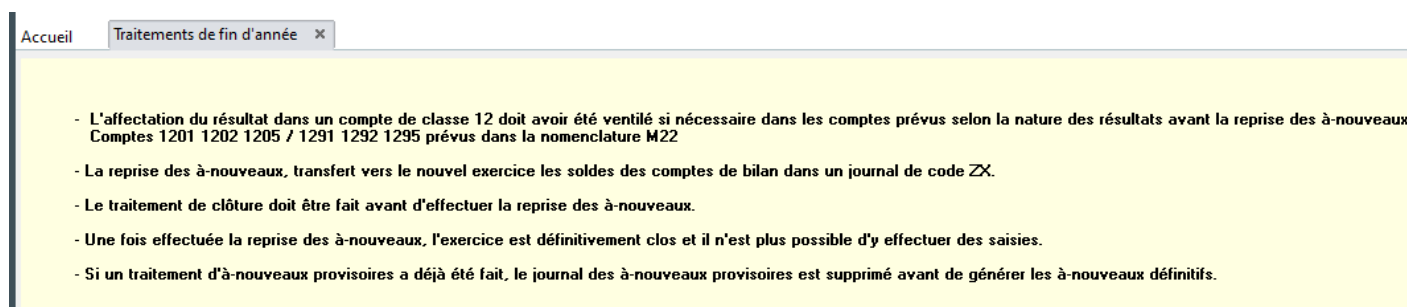 Accueil
Traitements de fin d'année ×
- L'affectation du résultat dans un compte de classe 12 doit avoir été ventilé si nécessaire dans les comptes prévus selon la nature des résultats avant la reprise des à-nouveaux
Comptes 1201 1202 1205 / 1291 1292 1295 prévus dans la nomenclature M22
- La reprise des à-nouveaux, transfert vers le nouvel exercice les soldes des comptes de bilan dans un journal de code ZX.
- Le traitement de clôture doit être fait avant d'effectuer la reprise des à-nouveaux.
- Une fois effectuée la reprise des à-nouveaux, l'exercice est définitivement clos et il n'est plus possible d'y effectuer des saisies.
- Si un traitement d'à-nouveaux provisoires a déjà été fait, le journal des à-nouveaux provisoires est supprimé avant de générer les à-nouveaux définitifs.